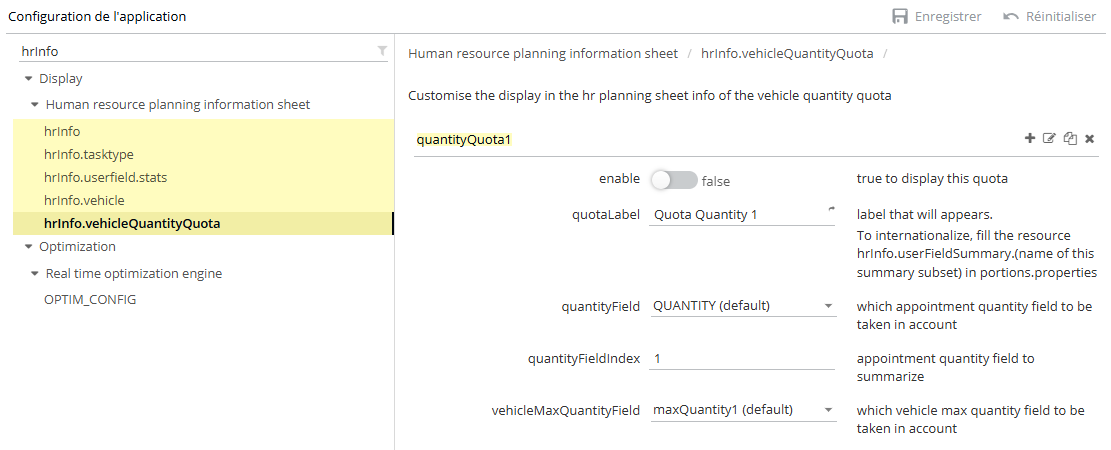 Configuration de l'application
Enregistrer
Réinitialiser
hrInfo
Display
Human resource planning information sheet
hrInfo
hrInfo.tasktype
hrInfo.userfield.stats
hrInfo.vehicle
hrInfo.vehicleQuantityQuota
Optimization
Real time optimization engine
OPTIM_CONFIG
Human resource planning information sheet / hrInfo.vehicleQuantityQuota /
Customise the display in the hr planning sheet info of the vehicle quantity quota
quantityQuota1
enable false true to display this quota
quotaLabel Quota Quantity 1 label that will appears.
To internationalize, fill the resource
hrInfo.userFieldSummary.(name of this
summary subset) in portions.properties
quantityField QUANTITY (default) which appointment quantity field to be
taken in account
quantityFieldIndex 1 appointment quantity field to
summarize
vehicleMaxQuantityField maxQuantity1 (default) which vehicle max quantity field to be
taken in account